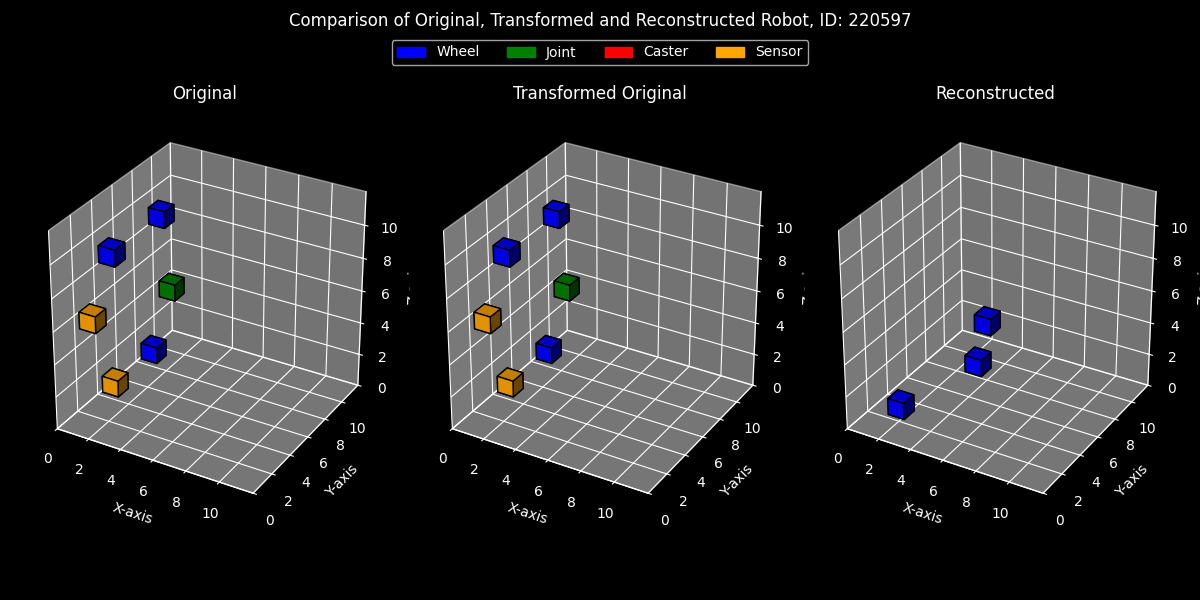 Comparison of Original, Transformed and Reconstructed Robot, ID: 220597
Wheel Joint Caster Sensor
Original Transformed Original Reconstructed
10 10 10
8 8 8
6 6 6
4 4 4
2 2 2
0 0 0
10 10 10
8 8 8
6 6 6
4 4 4
2 2 2
0 0 0
Y-axis Y-axis Y-axis
0 2 4 6 8 10 0 2 4 6 8 10 0 2 4 6 8 10
X-axis X-axis X-axis